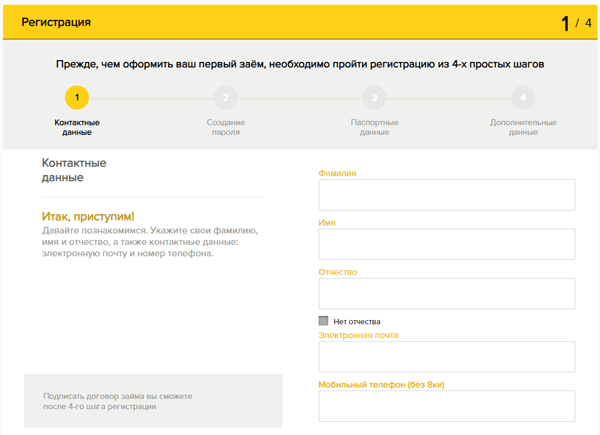 Регистрация
1 / 4
Прежде, чем оформить ваш первый заём, необходимо пройти регистрацию из 4-х простых шагов
1
2
3
4
Контактные
данные
Создание
пароля
Паспортные
данные
Дополнительные
данные
Контактные
данные
Итак, приступим!
Давайте познакомимся. Укажите свои фамилию,
имя и отчество, а также контактные данные:
электронную почту и номер телефона.
Подписать договор займа вы сможете
после 4-го шага регистрации
Фамилия
Имя
Отчество
Нет отчества
Электронная почта
Мобильный телефон (без 8ки)